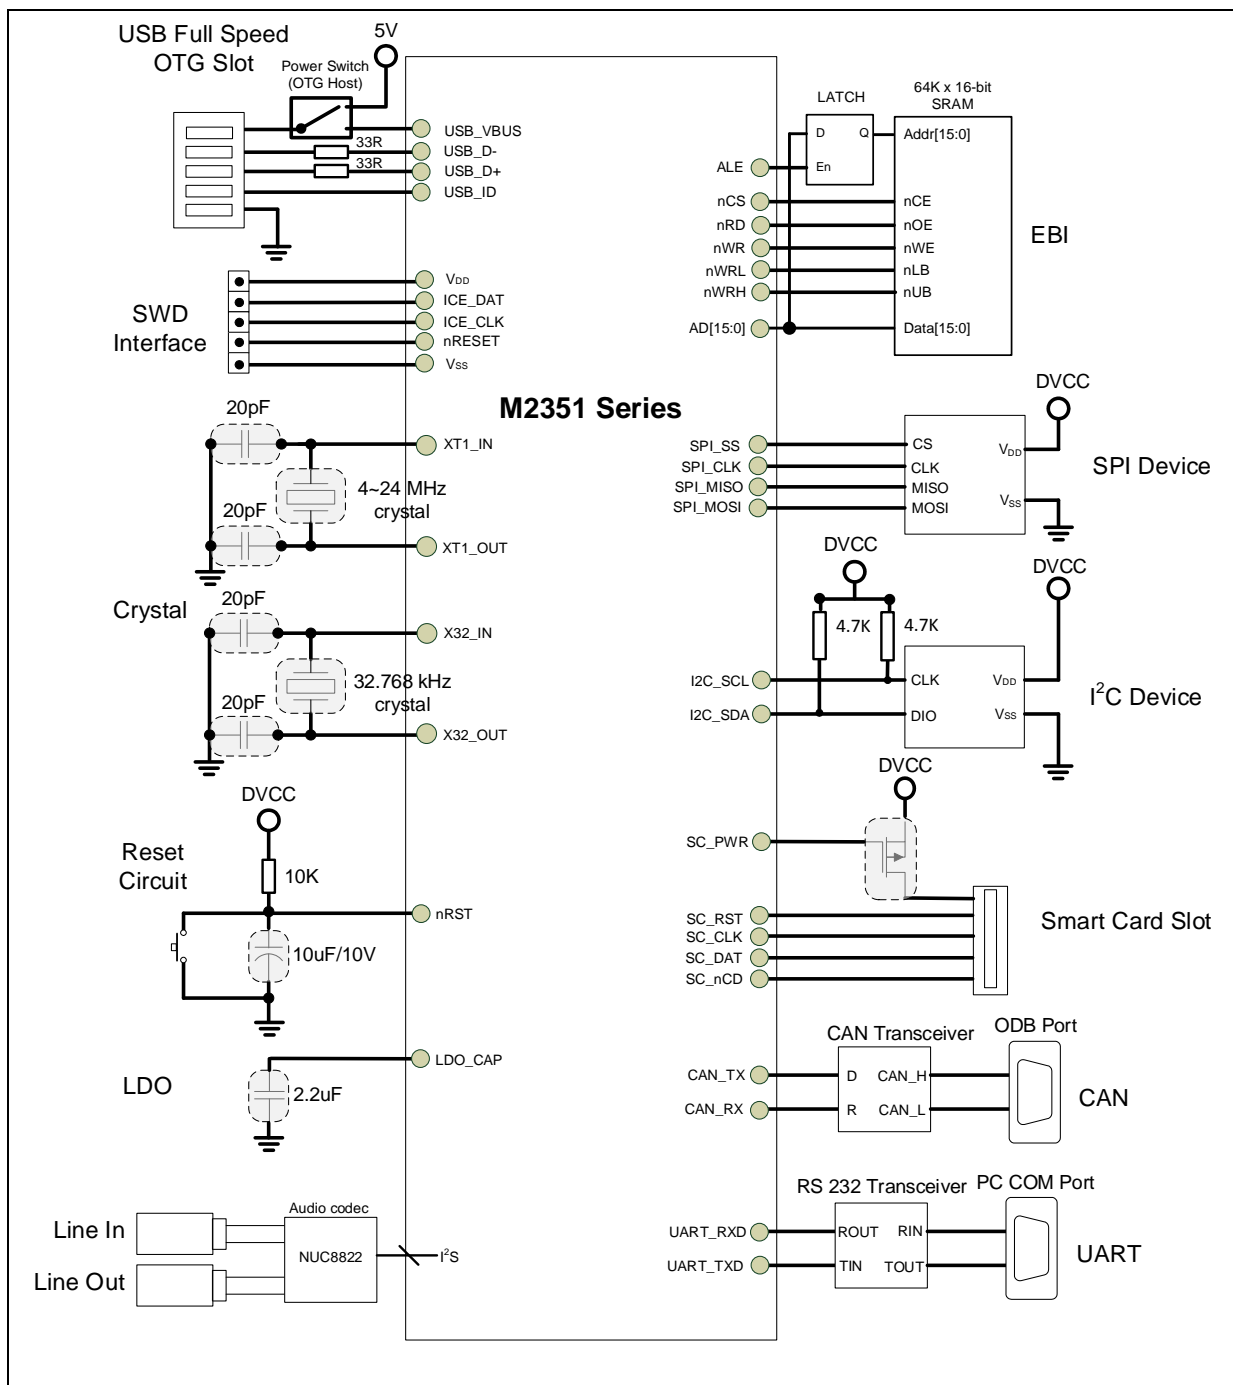 USB Full Speed
OTG Slot
5V
Power Switch
(OTG Host)
USB_VBUS
33R
USB_D-
33R
USB_D+
USB_ID
SWD
Interface
VDD
ICE_DAT
ICE_CLK
nRESET
VSS
M2351 Series
20pF
XT1_IN
4~24 MHz
crystal
20pF
XT1_OUT
Crystal
20pF
X32_IN
32.768 kHz
crystal
20pF
X32_OUT
DVCC
Reset
Circuit
10K
nRST
10uF/10V
LDO
LDO_CAP
2.2uF
Line In
Line Out
Audio codec
NUC8822
I²S
LATCH
64K x 16-bit
SRAM
D
Q
En
Addr[15:0]
ALE
nCS
nCE
nRD
nOE
nWR
nWE
nWRL
nLB
nWRH
nUB
AD[15:0]
Data[15:0]
EBI
DVCC
SPI_SS
CS
SPI_CLK
CLK
SPI_MISO
MISO
SPI_MOSI
MOSI
VDD
VSS
SPI Device
DVCC
DVCC
4.7K
4.7K
I2C_SCL
CLK
VDD
I2C_SDA
DIO
VSS
I²C Device
DVCC
SC_PWR
SC_RST
SC_CLK
SC_DAT
SC_nCD
Smart Card Slot
CAN Transceiver
ODB Port
CAN_TX
D
CAN_H
CAN_RX
R
CAN_L
CAN
RS 232 Transceiver
PC COM Port
UART_RXD
ROUT
RIN
UART_TXD
TIN
TOUT
UART